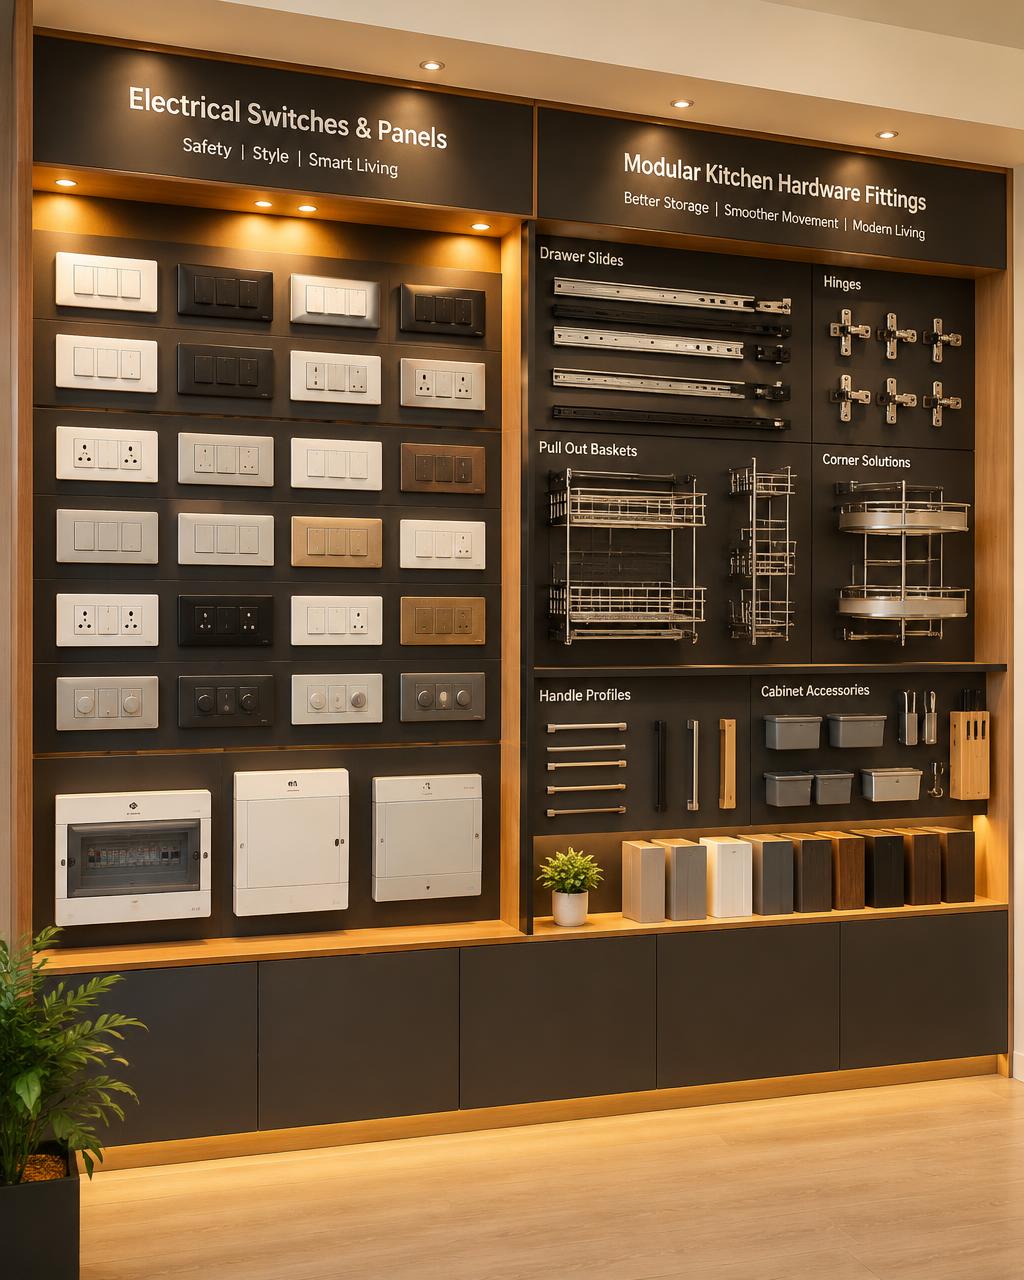 Electrical Switches & Panels
Safety | Style | Smart Living
Modular Kitchen Hardware Fittings
Better Storage | Smoother Movement | Modern Living
Drawer Slides
Hinges
Pull Out Baskets
Corner Solutions
Handle Profiles
Cabinet Accessories